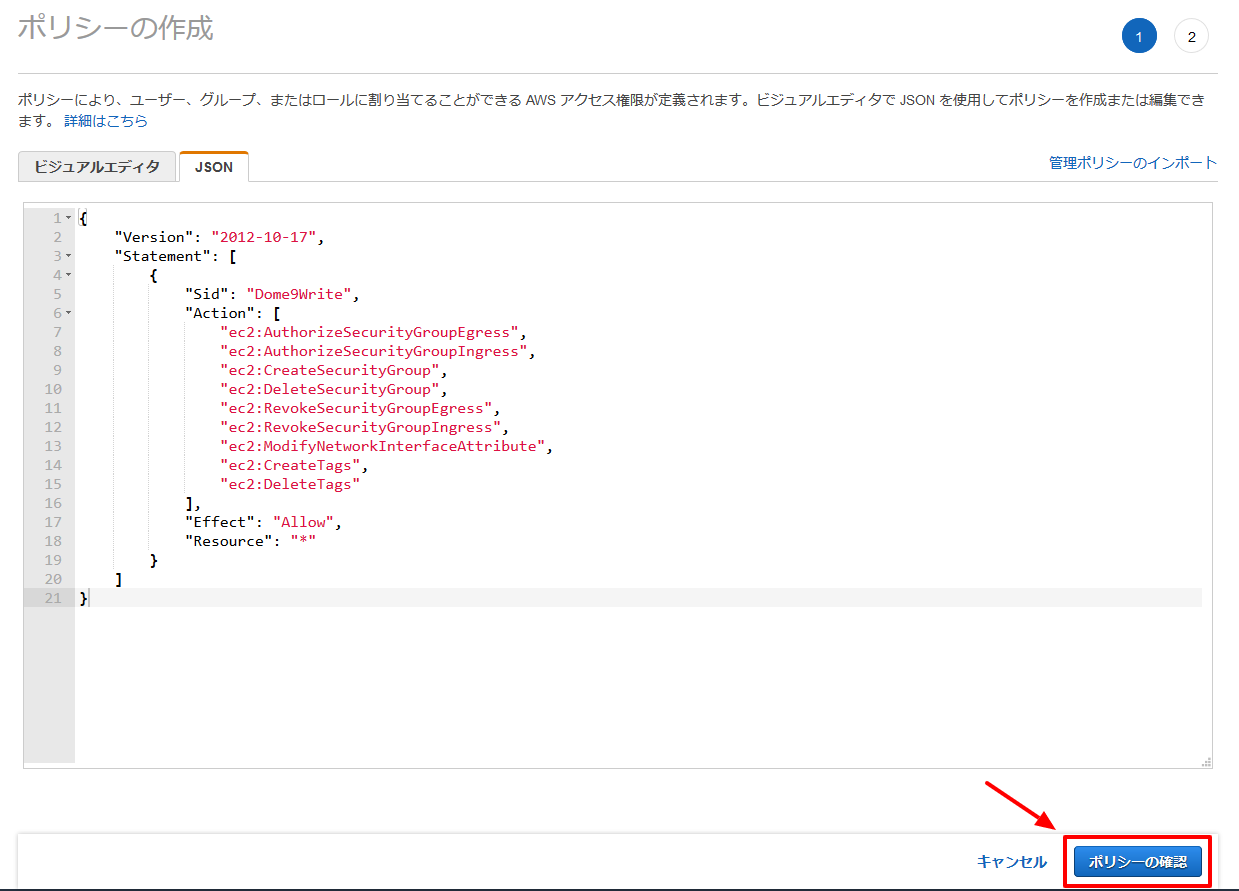 ポリシーの作成
1 2
ポリシーにより、ユーザー、グループ、またはロールに割り当てることができる AWS アクセス権限が定義されます。ビジュアルエディタで JSON を使用してポリシーを作成または編集でき
ます。 詳細はこちら
ビジュアルエディタ JSON 管理ポリシーのインポート
1 {
2     "Version": "2012-10-17",
3     "Statement": [
4         {
5             "Sid": "Dome9Write",
6             "Action": [
7                 "ec2:AuthorizeSecurityGroupEgress",
8                 "ec2:AuthorizeSecurityGroupIngress",
9                 "ec2:CreateSecurityGroup",
10                 "ec2:DeleteSecurityGroup",
11                 "ec2:RevokeSecurityGroupEgress",
12                 "ec2:RevokeSecurityGroupIngress",
13                 "ec2:ModifyNetworkInterfaceAttribute",
14                 "ec2:CreateTags",
15                 "ec2:DeleteTags"
16             ],
17             "Effect": "Allow",
18             "Resource": "*"
19         }
20     ]
21 }
キャンセル ポリシーの確認